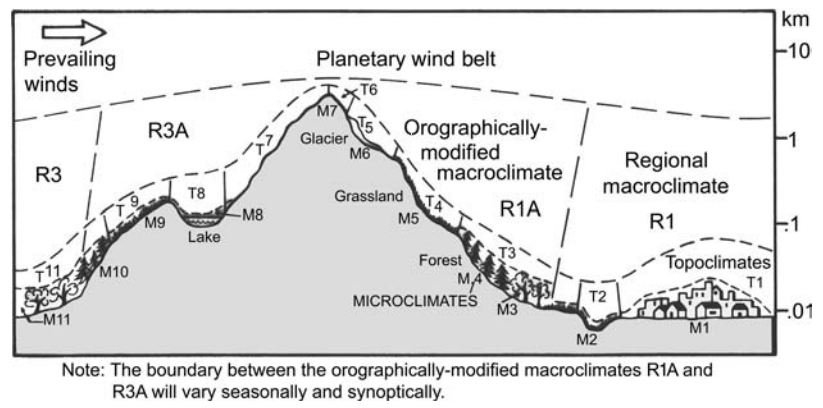 km
Prevailing
winds
Planetary wind belt
10
T6
R3A
M7
T7
Glacier
T5
M6
Orographically-
modified
macroclimate
1
R3
Regional
macroclimate
T9
T8
Grassland
T4
R1A
R1
M9
M8
M5
.1
Lake
T11
M10
Forest
T3
Topoclimates
M4
T2
T1
MICROCLIMATES
M3
.01
M11
M2
M1
Note: The boundary between the orographically-modified macroclimates R1A and
R3A will vary seasonally and synoptically.